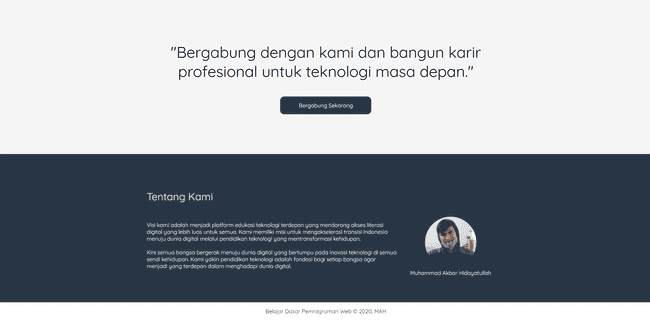 "Bergabung dengan kami dan bangun karir
profesional untuk teknologi masa depan."
Bergabung Sekarang
Tentang Kami
Visi kami adalah menjadi platform edukasi teknologi terdepan yang mendorong akses literasi
digital yang lebih luas untuk semua. Kami memiliki misi untuk mengakselerasi transisi Indonesia
menuju dunia digital melalui pendidikan teknologi yang mentransformasi kehidupan.
Kini semua bangsa bergerak menuju dunia digital yang bertumpu pada inovasi teknologi di semua
sendi kehidupan. Kami yakin pendidikan teknologi adalah fondasi bagi setiap bangsa agar
menjadi yang terdepan dalam menghadapi dunia digital.
Muhammad Akbar Hidayatullah
Belajar Dasar Pemrograman Web © 2020, MAH